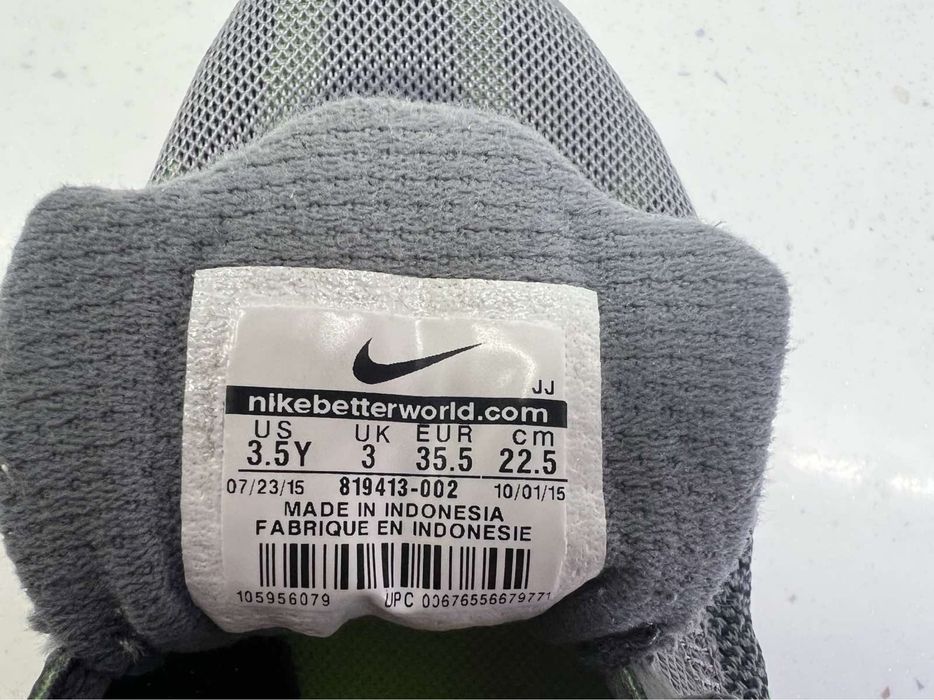 JJ
nikebetterworld.com
US UK EUR cm
3.5Y 3 35.5 22.5
07/23/15 819413-002 10/01/15
MADE IN INDONESIA
FABRIQUE EN INDONESIE
105956079 UPC 00676556679771